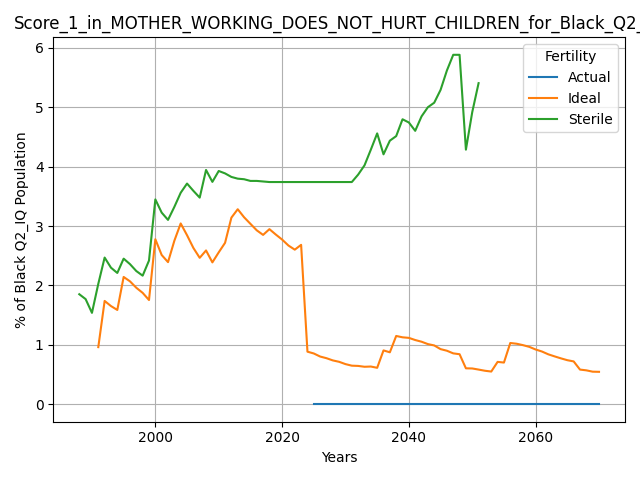 Score_1_in_MOTHER_WORKING_DOES_NOT_HURT_CHILDREN_for_Black_Q2_
Fertility
Actual
Ideal
Sterile
% of Black Q2_IQ Population
6
5
4
3
2
1
0
2000
2020
2040
2060
Years